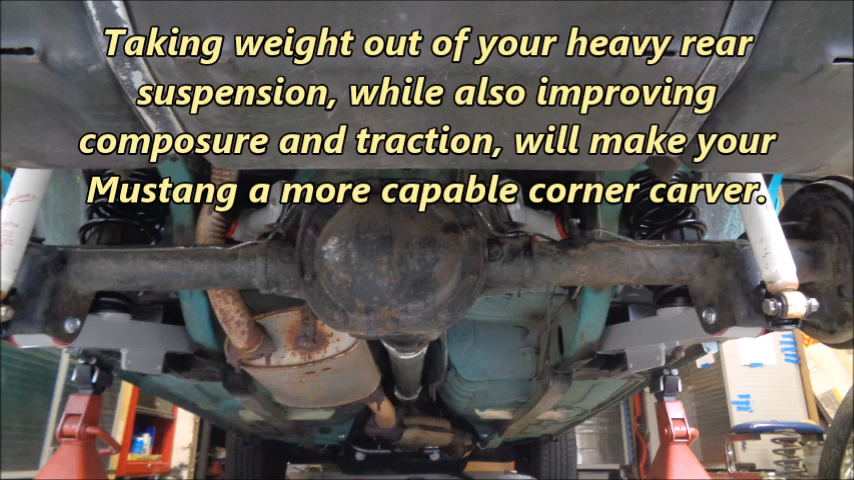 Taking weight out of your heavy rear
suspension, while also improving
composure and traction, will make your
Mustang a more capable corner carver.